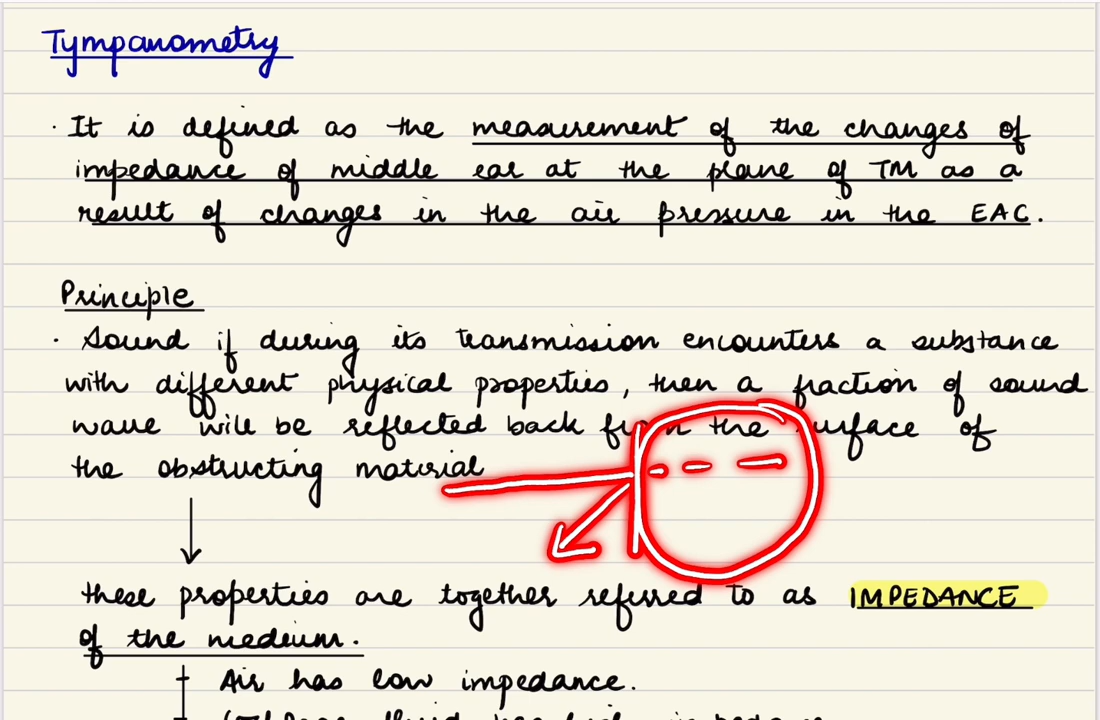 Tympanometry
· It is defined as the measurement of the changes of
impedance of middle ear at the plane of TM as a
result of changes in the air pressure in the EAC.
Principle
· Sound if during its transmission encounters a substance
with different physical properties, then a fraction of sound
wave will be reflected back from the surface of
the obstructing material
these properties are together referred to as IMPEDANCE
of the medium.
Air has low impedance.